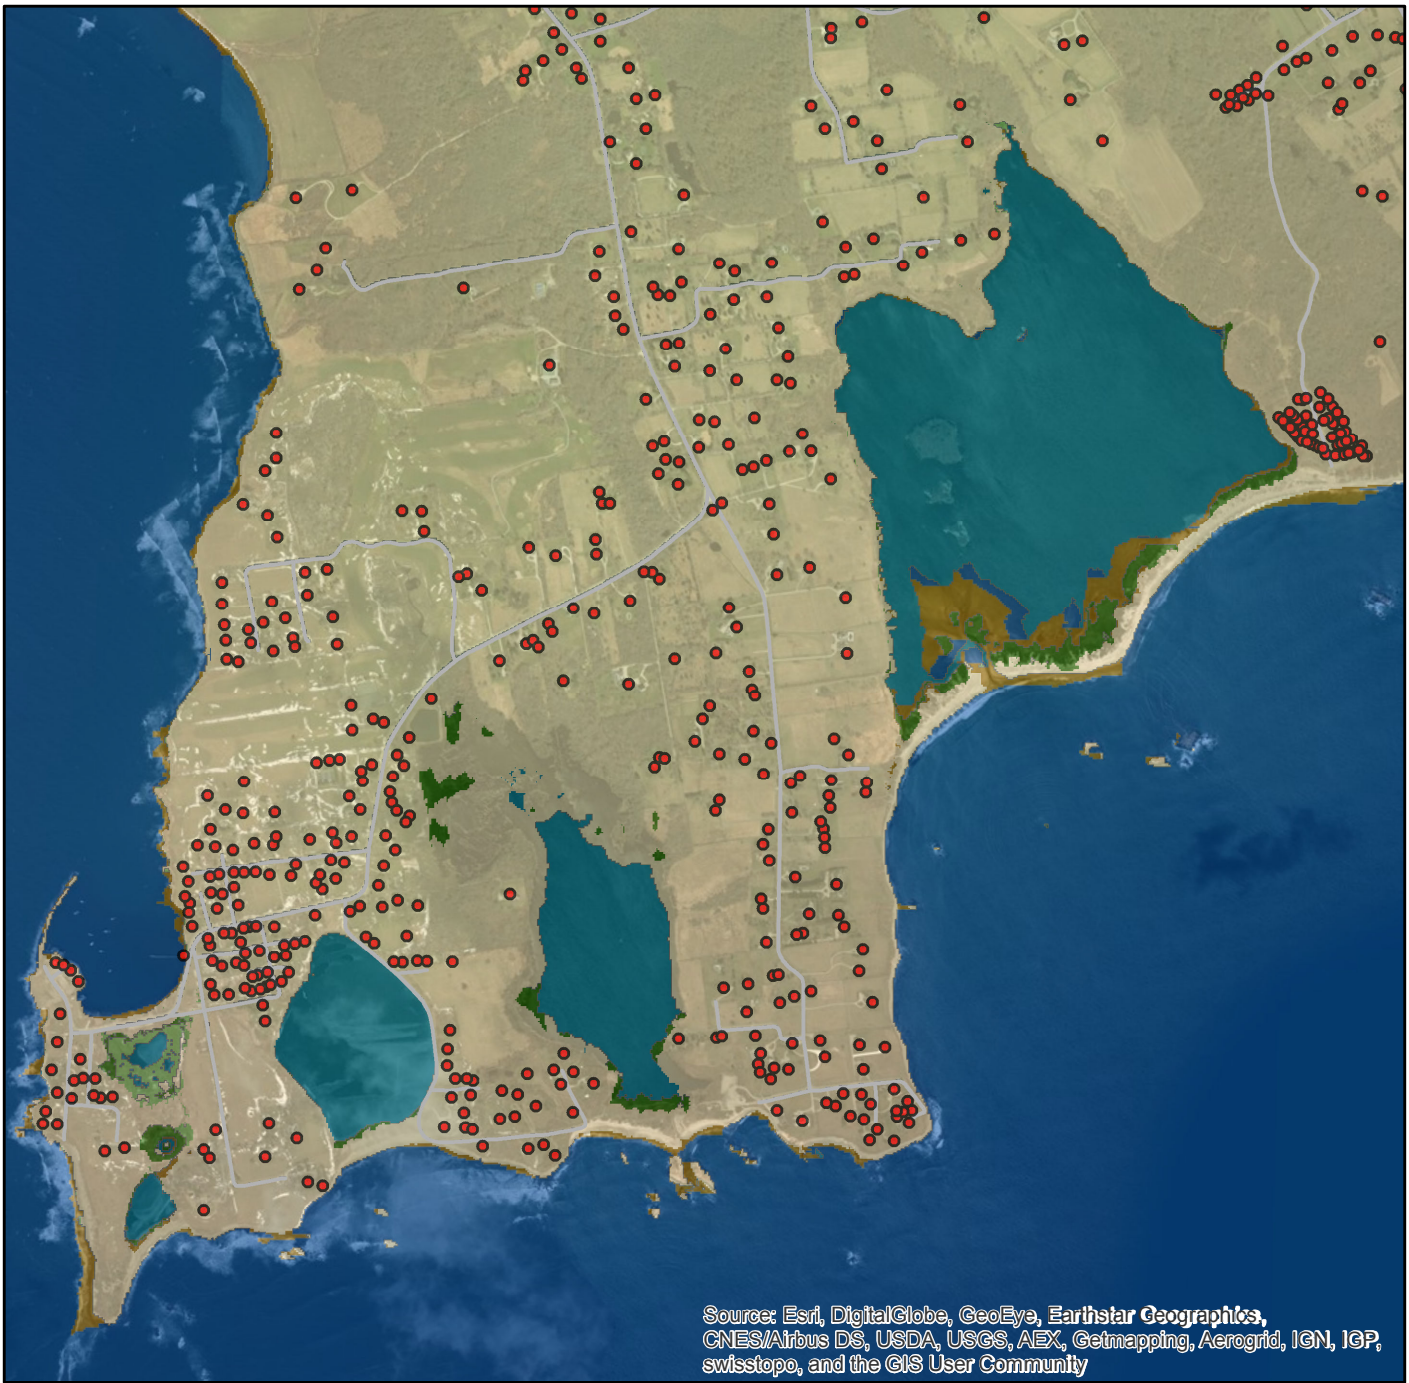 Source: Esri, DigitalGlobe, GeoEye, Earthstar Geographics,
CNES/Airbus DS, USDA, USGS, AEX, Getmapping, Aerogrid, IGN, IGP,
swisstopo, and the GIS User Community